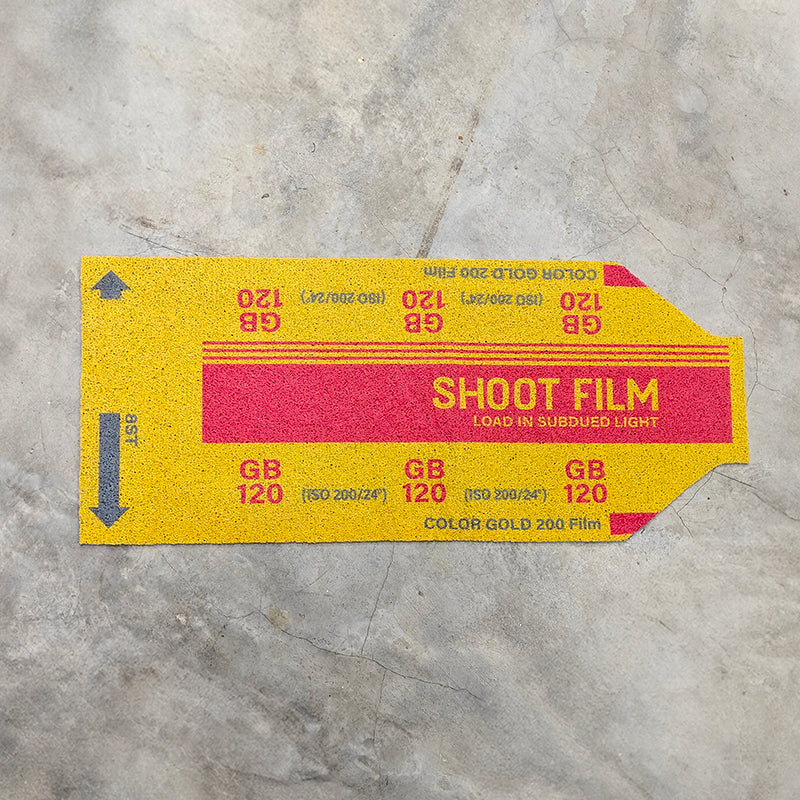 COLOR GOLD 200 Film
GB 120 (ISO 200/24°) GB 120 (ISO 200/24°) GB 120
SHOOT FILM
LOAD IN SUBDUED LIGHT
8ST
GB (ISO 200/24°) GB (ISO 200/24°) GB
120 120 120
COLOR GOLD 200 Film